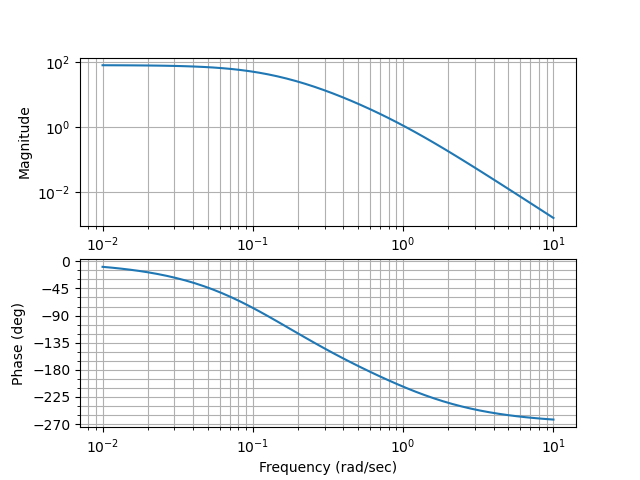 10²
10⁰
10⁻²
Magnitude
10⁻² 10⁻¹ 10⁰ 10¹
0
−45
−90
−135
−180
−225
−270
Phase (deg)
10⁻² 10⁻¹ 10⁰ 10¹
Frequency (rad/sec)